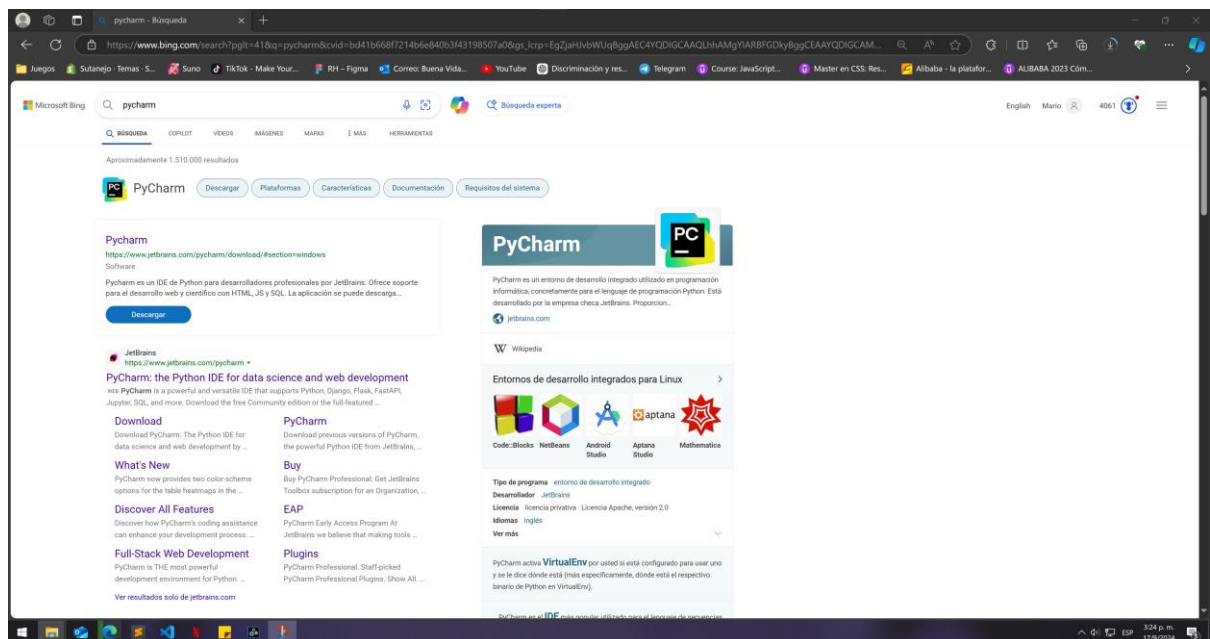 pycharm - Búsqueda
https://www.bing.com/search?pglt=41&q=pycharm&cvid=bd41b668f7214b6e840b3f43198507a0&gs_lcrp=EgZjaHJvbWUqBggAEC4YQDIGCAAQLhhAMgYIARBFGDkyBggCEAAYQDIGCAM...
Juegos
Sutanejo · Temas · S...
Suno
TikTok - Make Your...
RH – Figma
Correo: Buena Vida...
YouTube
Discriminación y res...
Telegram
Course: JavaScript...
Master en CSS: Res...
Alibaba - la platafor...
ALIBABA 2023 Cóm...
Microsoft Bing
pycharm
Búsqueda experta
English Mario 4061
BÚSQUEDA COPILOT VÍDEOS IMÁGENES MAPAS MÁS HERRAMIENTAS
Aproximadamente 1.510.000 resultados
PC PyCharm Descargar Plataformas Características Documentación Requisitos del sistema
Pycharm
https://www.jetbrains.com/pycharm/download/#section=windows
Software
Pycharm es un IDE de Python para desarrolladores profesionales por JetBrains. Ofrece soporte
para el desarrollo web y científico con HTML, JS y SQL. La aplicación se puede descarga...
Descargar
JetBrains
https://www.jetbrains.com/pycharm
PyCharm: the Python IDE for data science and web development
WEB PyCharm is a powerful and versatile IDE that supports Python, Django, Flask, FastAPI,
Jupyter, SQL, and more. Download the free Community edition or the full-featured ...
Download
Download PyCharm: The Python IDE for
data science and web development by ...
PyCharm
Download previous versions of PyCharm,
the powerful Python IDE from JetBrains, ...
What's New
PyCharm now provides two color-scheme
options for the table heatmaps in the ...
Buy
Buy PyCharm Professional: Get JetBrains
Toolbox subscription for an Organization, ...
Discover All Features
Discover how PyCharm's coding assistance
can enhance your development process. ...
EAP
PyCharm Early Access Program At
JetBrains we believe that making tools ...
Full-Stack Web Development
PyCharm is THE most powerful
development environment for Python. ...
Plugins
PyCharm Professional. Staff-picked
PyCharm Professional Plugins. Show All. ...
Ver resultados solo de jetbrains.com
PyCharm
PC
PyCharm es un entorno de desarrollo integrado utilizado en programación
informática, concretamente para el lenguaje de programación Python. Está
desarrollado por la empresa checa JetBrains. Proporcion...
jetbrains.com
W Wikipedia
Entornos de desarrollo integrados para Linux
aptana
Code::Blocks
NetBeans
Android
Studio
Aptana
Studio
Mathematica
Tipo de programa entorno de desarrollo integrado
Desarrollador JetBrains
Licencia licencia privativa · Licencia Apache, versión 2.0
Idiomas inglés
Ver más
PyCharm activa VirtualEnv por usted si está configurado para usar uno
y se le dice dónde está (más específicamente, dónde está el respectivo
binario de Python en VirtualEnv).
PyCharm es el IDE más popular utilizado para el lenguaje de secuencias
ESP
3:24 p. m.
17/9/2024